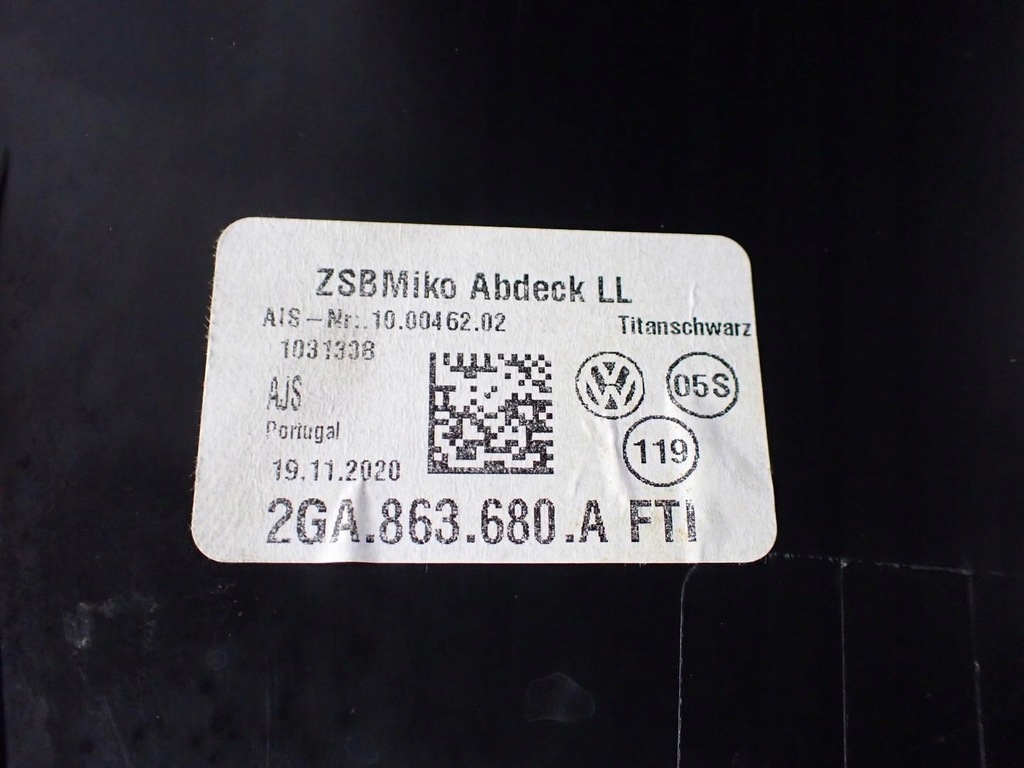 ZSBMiko Abdeck LL
AIS-Nr.:10.00462.02
Titanschwarz
1031338
AJS
Portugal
19.11.2020
VW
05S
119
2GA.863.680.A FTI